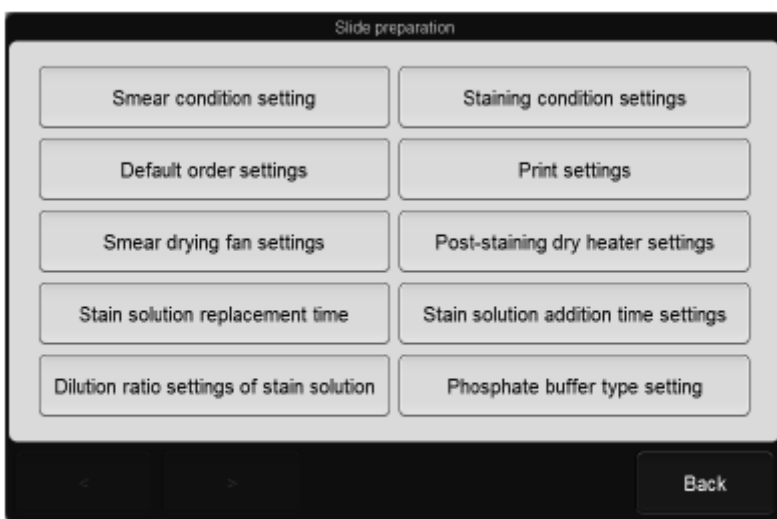 Slide preparation
Smear condition setting
Staining condition settings
Default order settings
Print settings
Smear drying fan settings
Post-staining dry heater settings
Stain solution replacement time
Stain solution addition time settings
Dilution ratio settings of stain solution
Phosphate buffer type setting
<
>
Back